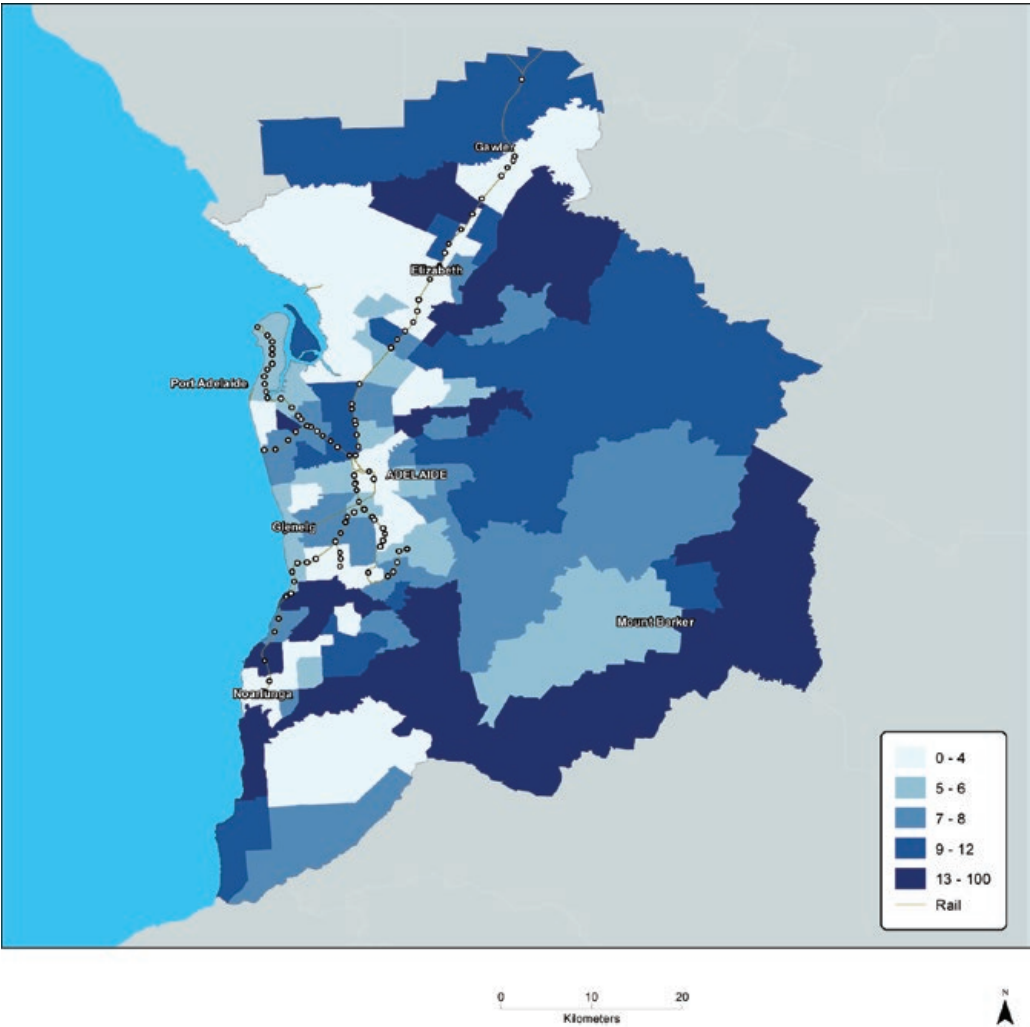 Gawler
Elizabeth
Port Adelaide
ADELAIDE
Glenelg
Mount Barker
Noarlunga
0 - 4
5 - 6
7 - 8
9 - 12
13 - 100
Rail
0 10 20
Kilometers
N